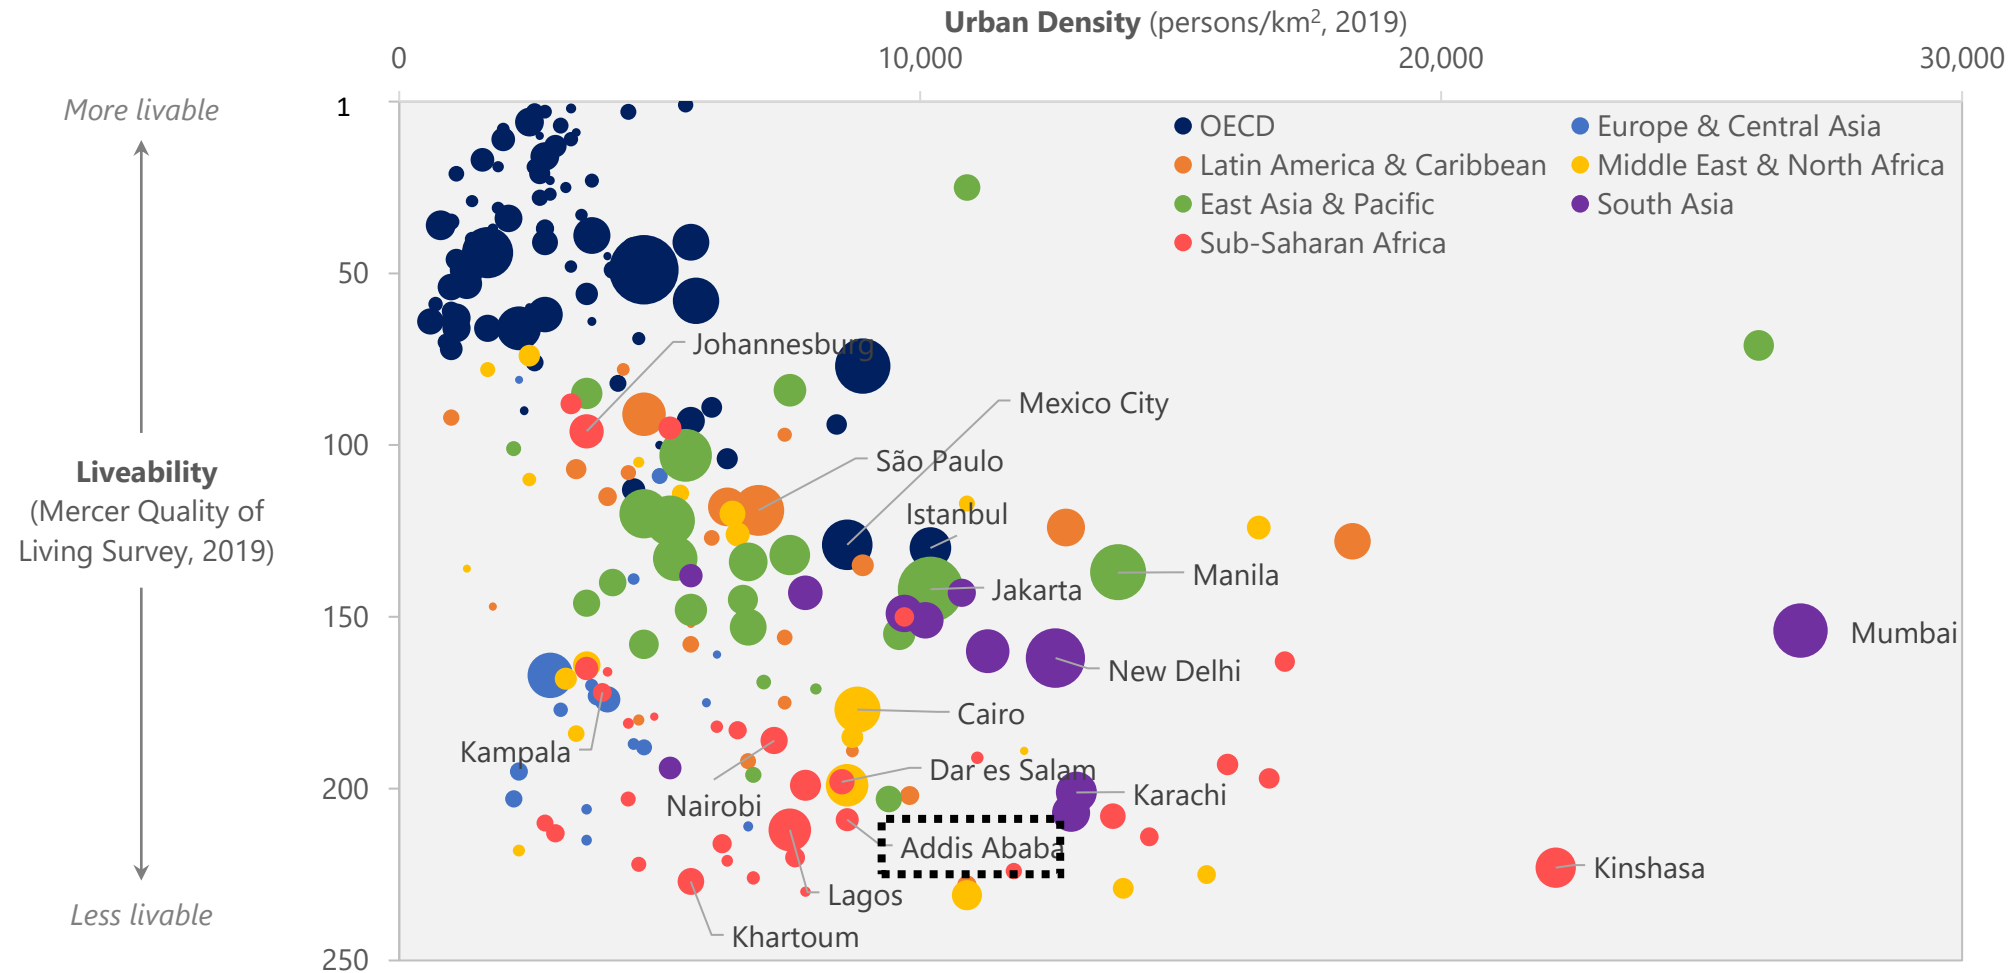 Urban Density (persons/km², 2019)
0 10,000 20,000 30,000
More livable
1
50
100
150
200
250
Liveability
(Mercer Quality of
Living Survey, 2019)
Less livable
OECD
Europe & Central Asia
Latin America & Caribbean
Middle East & North Africa
East Asia & Pacific
South Asia
Sub-Saharan Africa
Johannesburg
Mexico City
São Paulo
Istanbul
Manila
Jakarta
Mumbai
New Delhi
Cairo
Kampala
Dar es Salam
Nairobi
Karachi
Addis Ababa
Kinshasa
Lagos
Khartoum